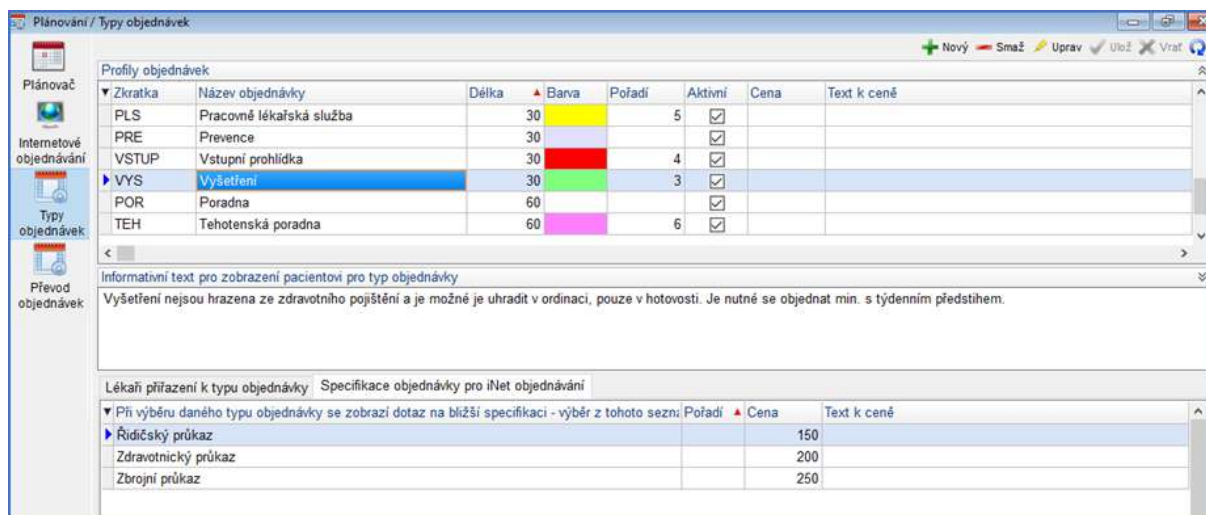 Plánování / Typy objednávek
Nový Smaž Uprav Ulož Vrať
Plánovač
Internetové
objednávání
Typy
objednávek
Převod
objednávek
Profily objednávek
Zkratka Název objednávky Délka Barva Pořadí Aktivní Cena Text k ceně
PLS Pracovně lékařská služba 30 5
PRE Prevence 30
VSTUP Vstupní prohlídka 30 4
VYS Vyšetření 30 3
POR Poradna 60
TEH Tehotenská poradna 60 6
Informativní text pro zobrazení pacientovi pro typ objednávky
Vyšetření nejsou hrazena ze zdravotního pojištění a je možné je uhradit v ordinaci, pouze v hotovosti. Je nutné se objednat min. s týdenním předstihem.
Lékaři přiřazení k typu objednávky Specifikace objednávky pro iNet objednávání
Při výběru daného typu objednávky se zobrazí dotaz na bližší specifikaci - výběr z tohoto sezna Pořadí Cena Text k ceně
Řidičský průkaz 150
Zdravotnický průkaz 200
Zbrojní průkaz 250